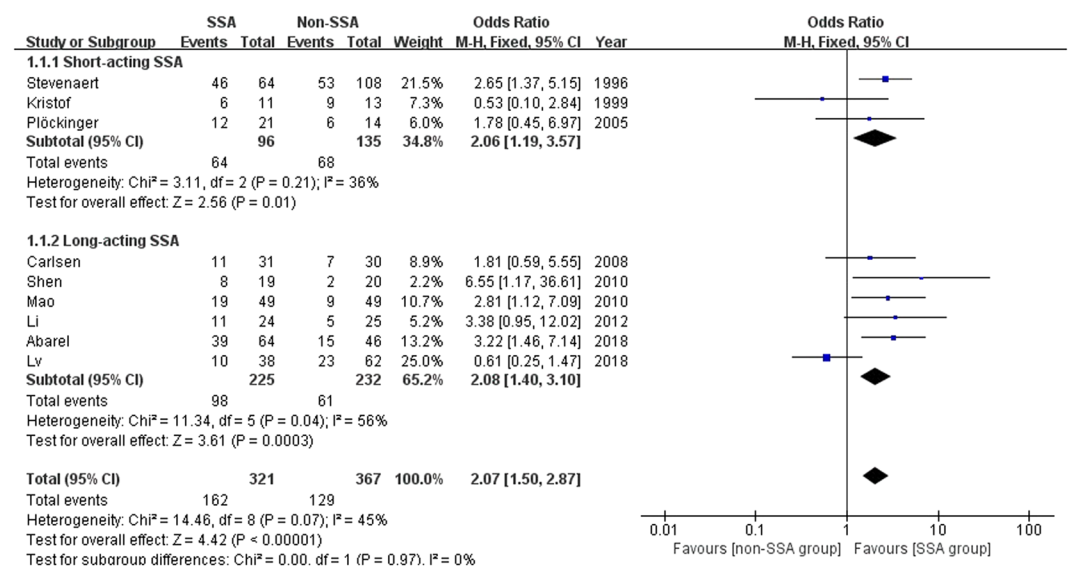 SSA Non-SSA Odds Ratio Odds Ratio
Study or Subgroup Events Total Events Total Weight M-H, Fixed, 95% CI Year M-H, Fixed, 95% CI
1.1.1 Short-acting SSA
Stevenaert 46 64 53 108 21.5% 2.65 [1.37, 5.15] 1996
Kristof 6 11 9 13 7.3% 0.53 [0.10, 2.84] 1999
Plöckinger 12 21 6 14 6.0% 1.78 [0.45, 6.97] 2005
Subtotal (95% CI) 96 135 34.8% 2.06 [1.19, 3.57]
Total events 64 68
Heterogeneity: Chi² = 3.11, df = 2 (P = 0.21); I² = 36%
Test for overall effect: Z = 2.56 (P = 0.01)
1.1.2 Long-acting SSA
Carlsen 11 31 7 30 8.9% 1.81 [0.59, 5.55] 2008
Shen 8 19 2 20 2.2% 6.55 [1.17, 36.61] 2010
Mao 19 49 9 49 10.7% 2.81 [1.12, 7.09] 2010
Li 11 24 5 25 5.2% 3.38 [0.95, 12.02] 2012
Abarel 39 64 15 46 13.2% 3.22 [1.46, 7.14] 2018
Lv 10 38 23 62 25.0% 0.61 [0.25, 1.47] 2018
Subtotal (95% CI) 225 232 65.2% 2.08 [1.40, 3.10]
Total events 98 61
Heterogeneity: Chi² = 11.34, df = 5 (P = 0.04); I² = 56%
Test for overall effect: Z = 3.61 (P = 0.0003)
Total (95% CI) 321 367 100.0% 2.07 [1.50, 2.87]
Total events 162 129
Heterogeneity: Chi² = 14.46, df = 8 (P = 0.07); I² = 45%
Test for overall effect: Z = 4.42 (P < 0.00001)
Test for subgroup differences: Chi² = 0.00, df = 1 (P = 0.97), I² = 0%
0.01 0.1 1 10 100
Favours [non-SSA group] Favours [SSA group]